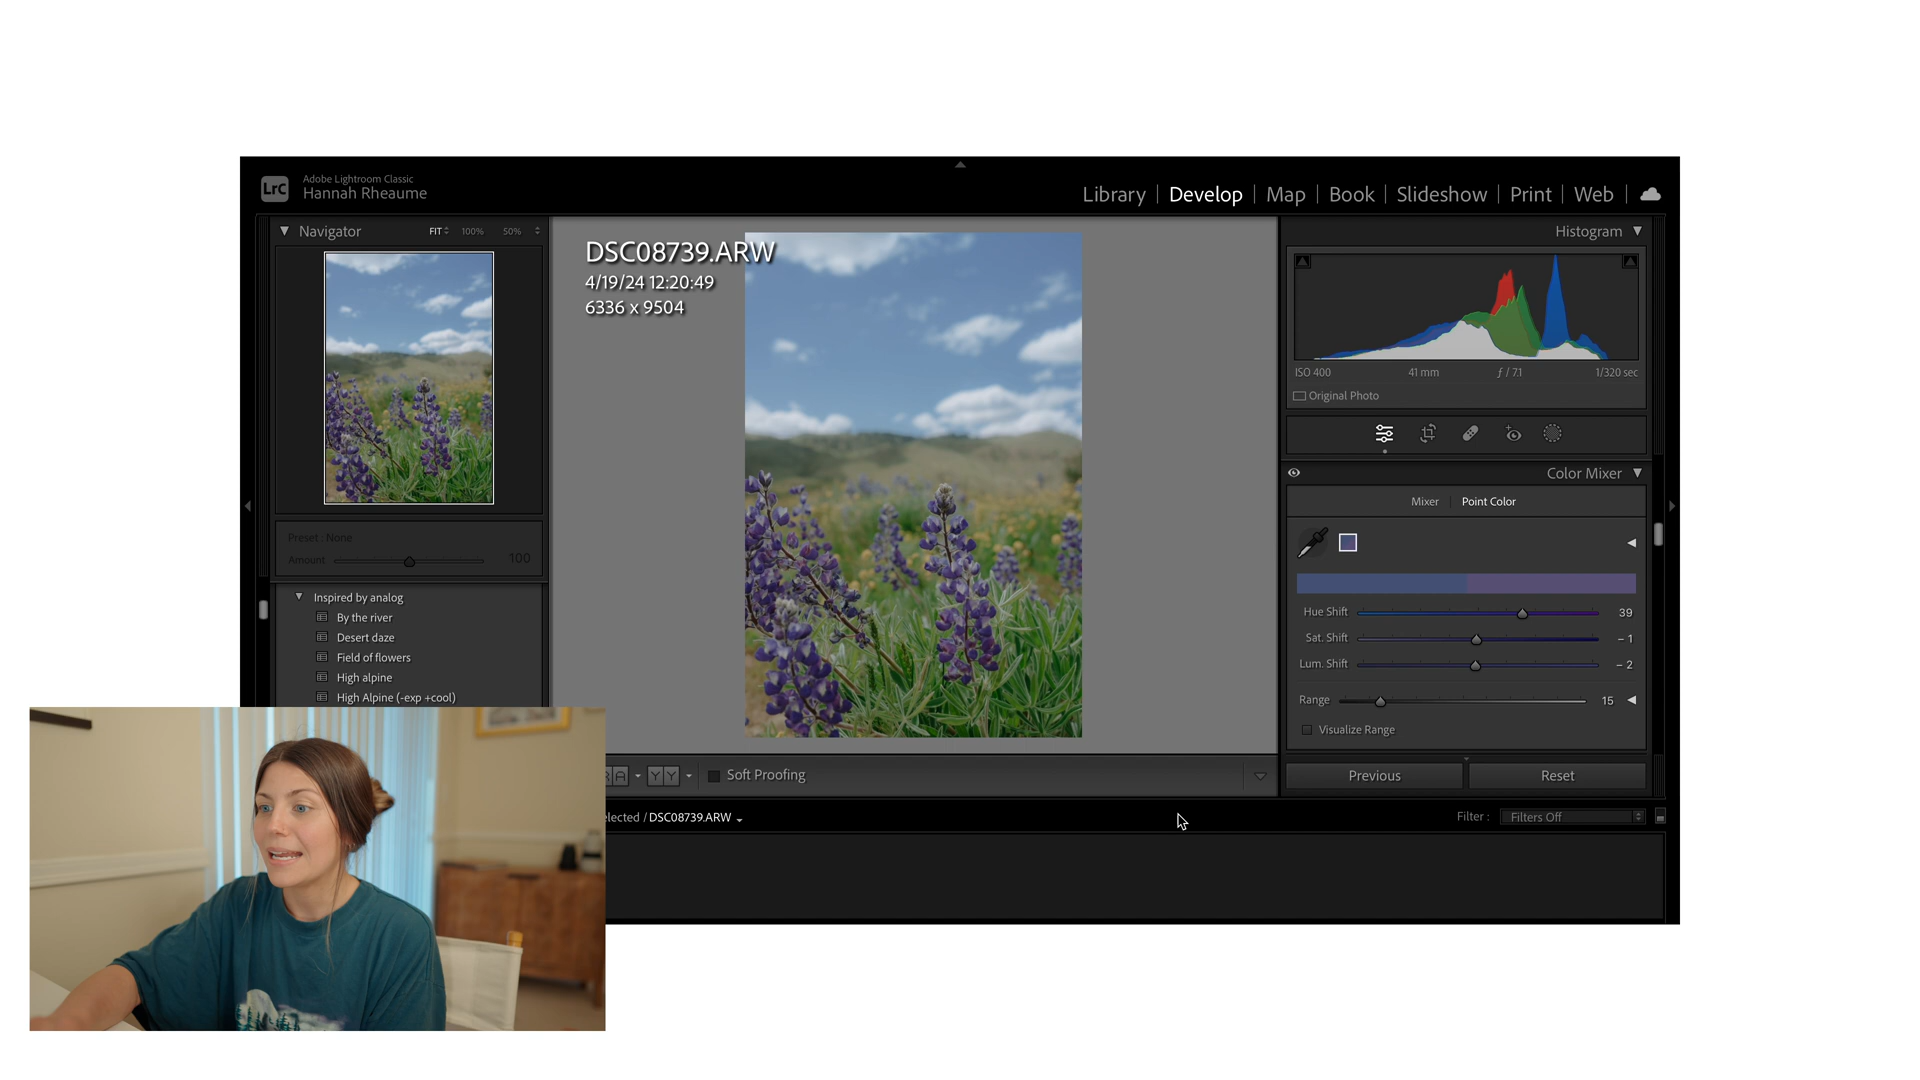 LrC
Adobe Lightroom Classic
Hannah Rheaume
Library | Develop | Map | Book | Slideshow | Print | Web
Navigator
FIT 100% 50%
DSC08739.ARW
4/19/24 12:20:49
6336 x 9504
Histogram
ISO 400 41 mm ƒ / 7.1 1/320 sec
Original Photo
Color Mixer
Mixer | Point Color
Preset : None
Amount 100
Hue Shift 39
Sat. Shift – 1
Lum. Shift – 2
Range 15
Visualize Range
Inspired by analog
By the river
Desert daze
Field of flowers
High alpine
High Alpine (-exp +cool)
Y Y
Soft Proofing
Previous
Reset
/ DSC08739.ARW
Filter : Filters Off